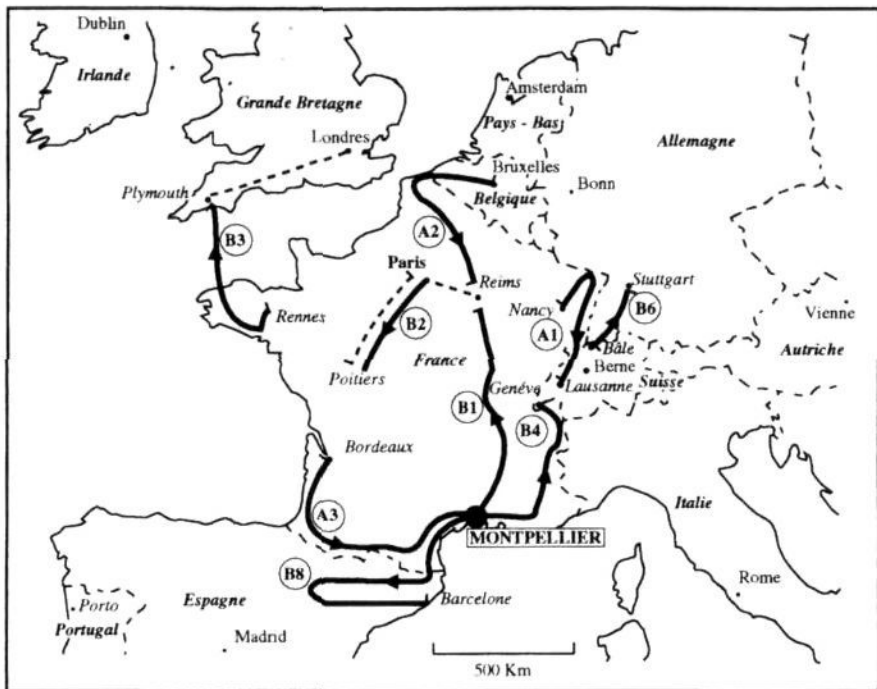 Dublin
Irlande
Grande Bretagne
Amsterdam
Pays - Bas
Londres
Allemagne
Bruxelles
Plymouth
Belgique
Bonn
A2
B3
Paris
Reims
Stuttgart
Nancy
B6
Vienne
Rennes
B2
A1
Bâle
Autriche
France
Berne
Poitiers
Genéve
Lausanne
Suisse
B1
B4
Bordeaux
Italie
A3
MONTPELLIER
B8
Rome
Porto
Espagne
Barcelone
Portugal
Madrid
500 Km